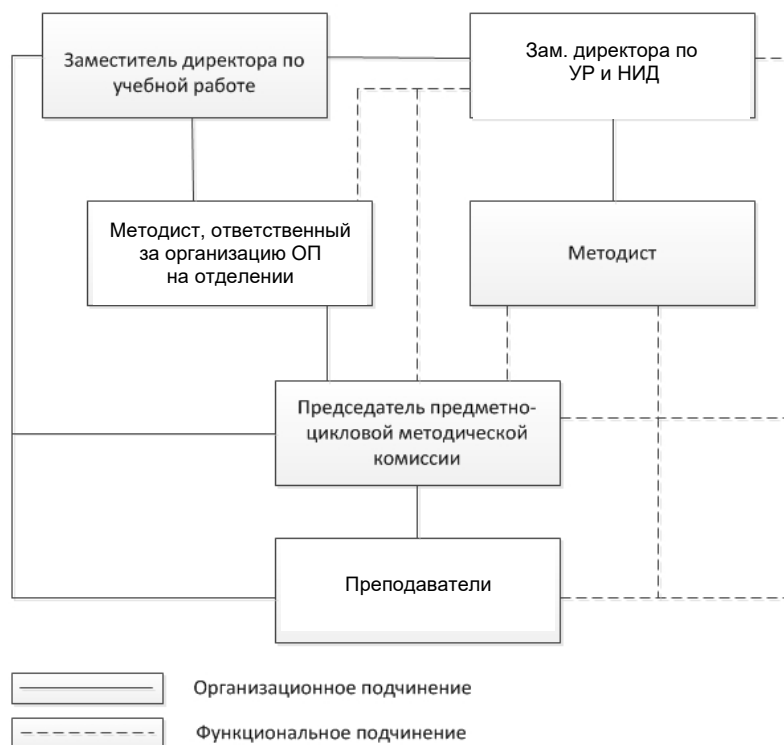 Заместитель директора по
учебной работе
Зам. директора по
УР и НИД
Методист, ответственный
за организацию ОП
на отделении
Методист
Председатель предметно-
цикловой методической
комиссии
Преподаватели
Организационное подчинение
Функциональное подчинение